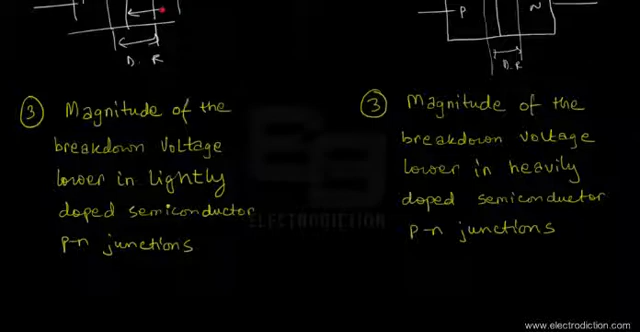 P
N
D. R
D.R
③ Magnitude of the
breakdown voltage
lower in lightly
doped semiconductor
p-n junctions
③ Magnitude of the
breakdown voltage
lower in heavily
doped semiconductor
p-n junctions
ELECTRODICTION
www.electrodiction.com